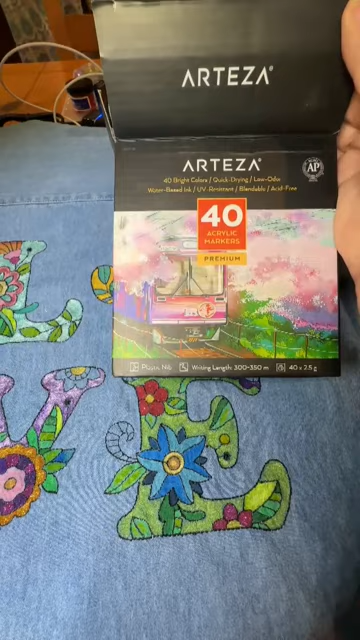 ARTEZA®
ARTEZA®
40 Bright Colors / Quick-Drying / Low-Odor
Water-Based Ink / UV-Resistant / Blendable / Acid-Free
AP
40
ACRYLIC
MARKERS
PREMIUM
Plastic Nib
Writing Length: 300-350 m
40 x 2.5 g
L
V E